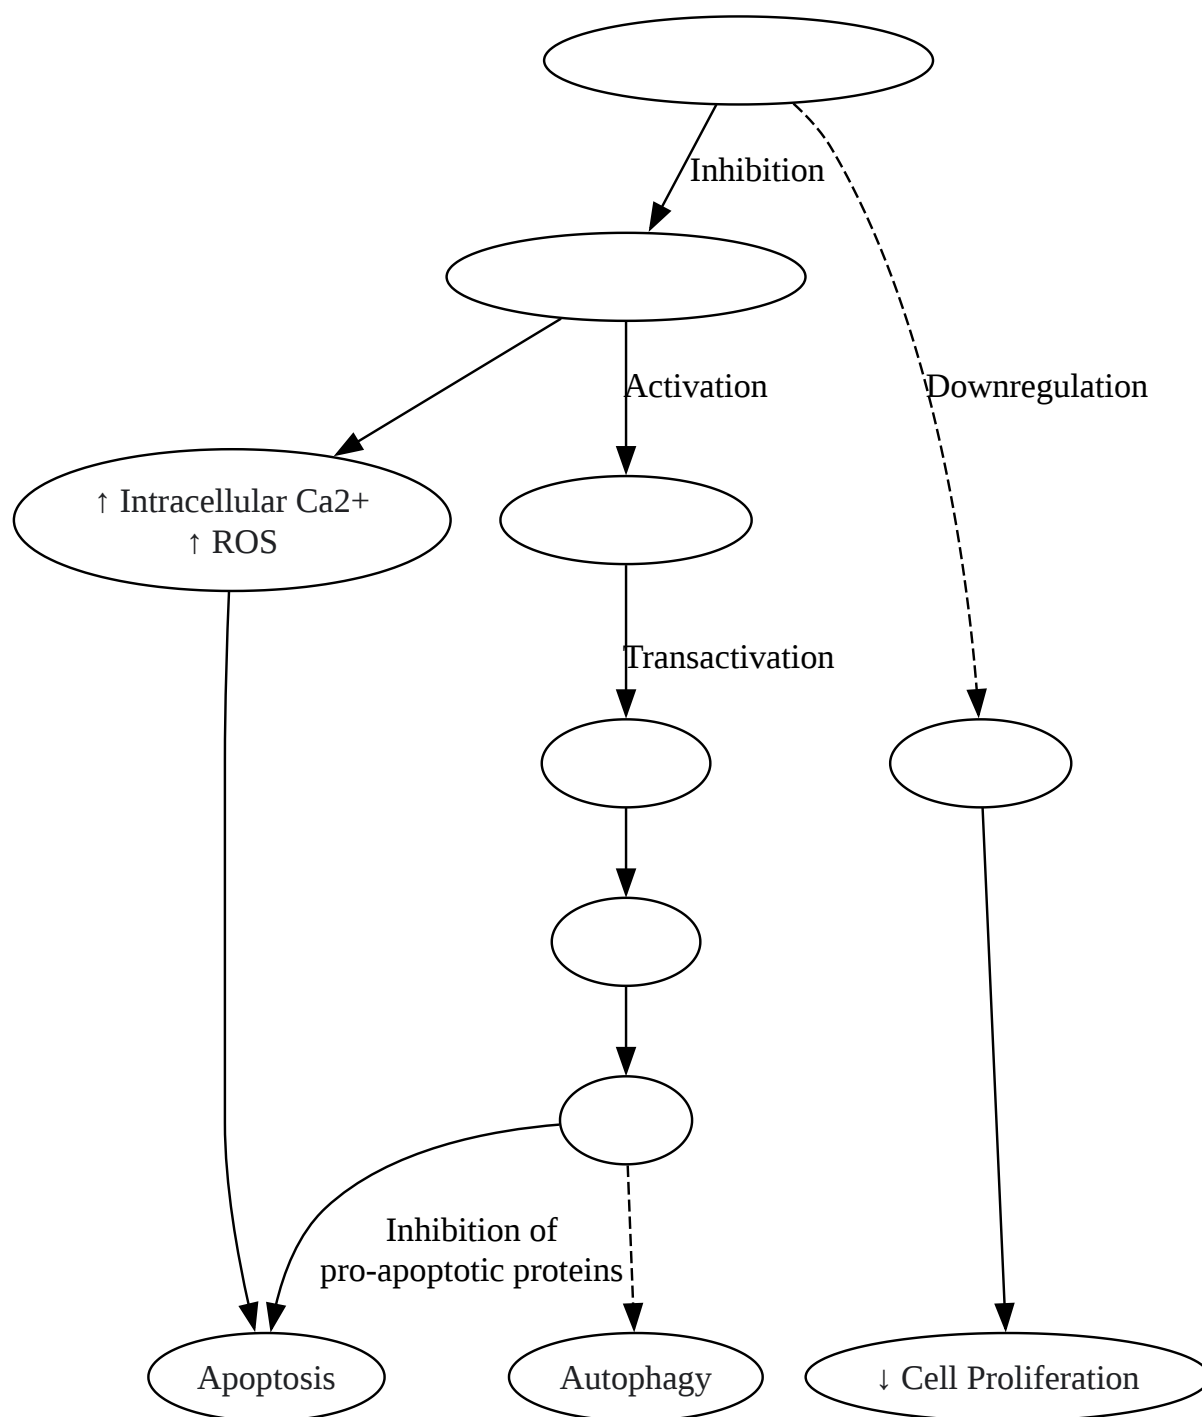 Inhibition
Activation
Downregulation
↑ Intracellular Ca2+
↑ ROS
Transactivation
Inhibition of
pro-apoptotic proteins
Apoptosis
Autophagy
↓ Cell Proliferation